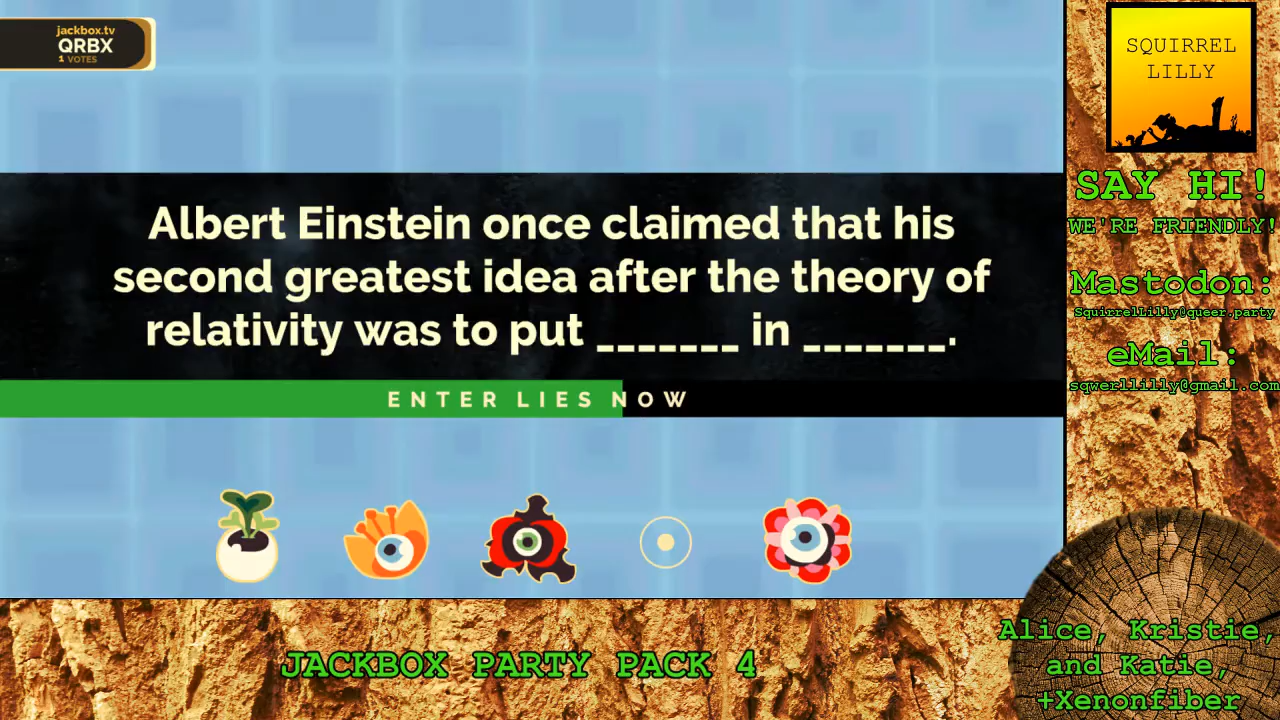 jackbox.tv
QRBX
1 VOTES
Albert Einstein once claimed that his
second greatest idea after the theory of
relativity was to put _______ in _______.
ENTER LIES NOW
SQUIRREL
LILLY
SAY HI!
WE'RE FRIENDLY!
Mastodon:
SquirrelLilly@queer.party
eMail:
sqwerllilly@gmail.com
JACKBOX PARTY PACK 4
Alice, Kristie,
and Katie,
+Xenonfiber